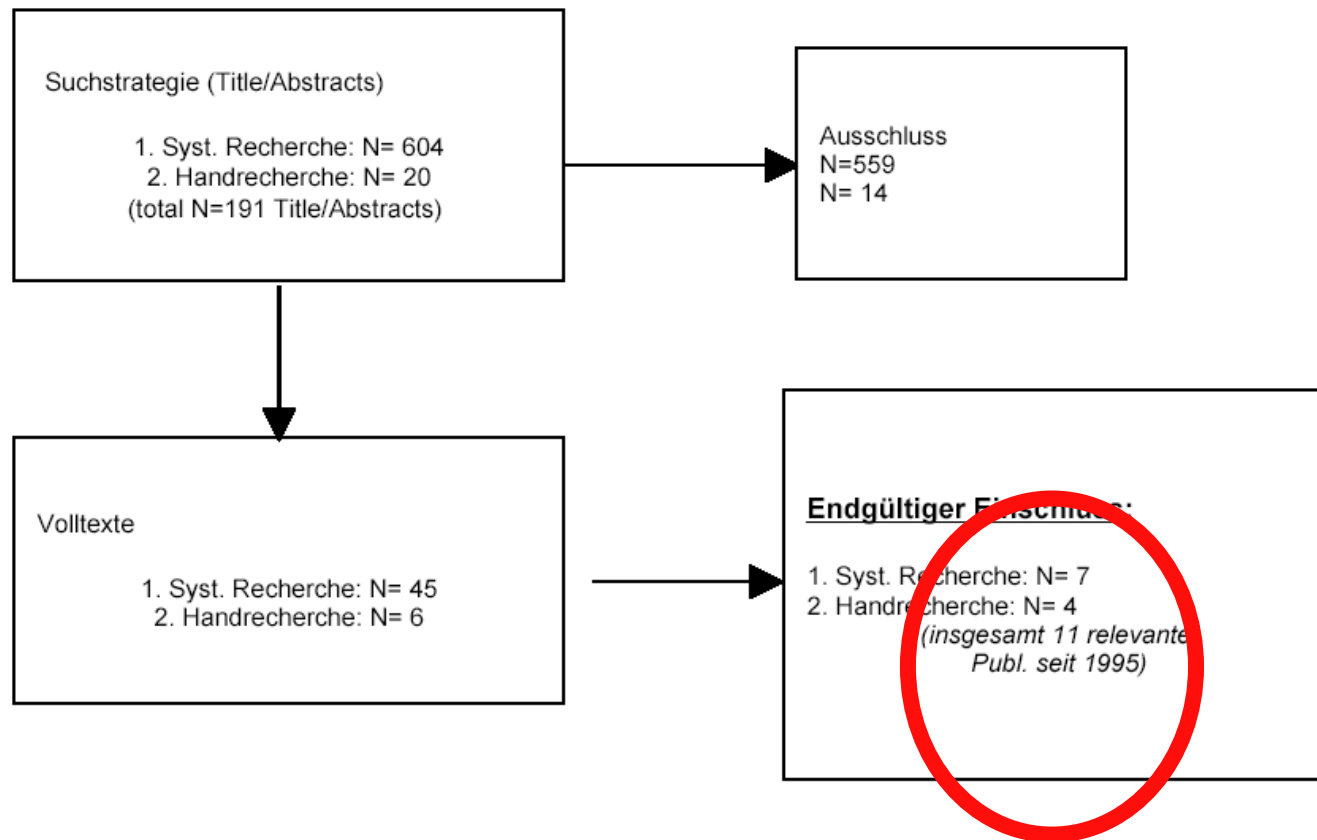 Suchstrategie (Title/Abstracts)
1. Syst. Recherche: N= 604
2. Handrecherche: N= 20
(total N=191 Title/Abstracts)
Ausschluss
N=559
N= 14
Volltexte
1. Syst. Recherche: N= 45
2. Handrecherche: N= 6
Endgültiger Einschluss:
1. Syst. Recherche: N= 7
2. Handrecherche: N= 4
(insgesamt 11 relevante
Publ. seit 1995)